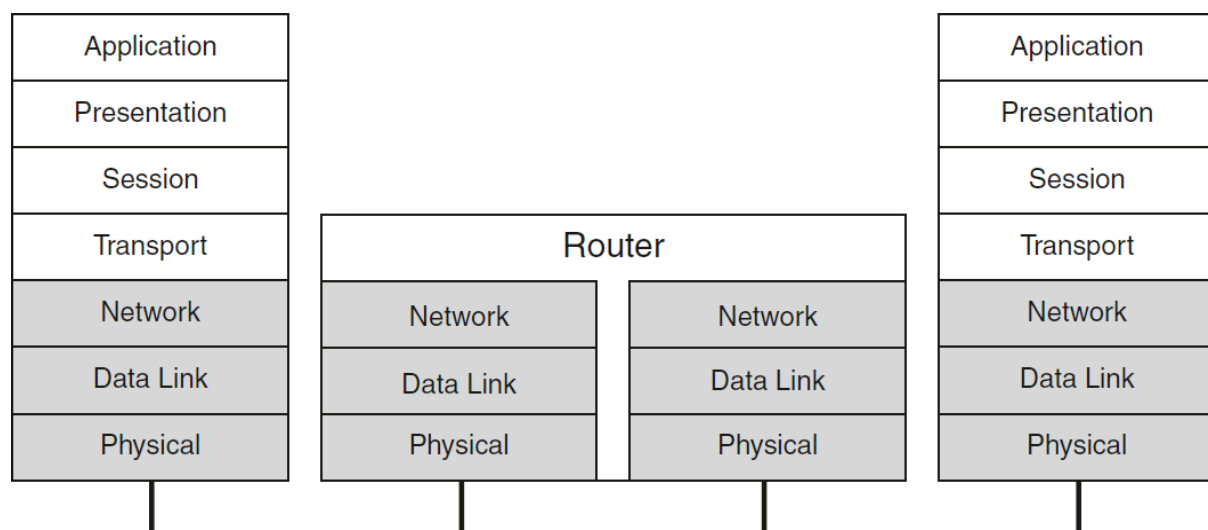 Application
Presentation
Session
Transport
Network
Data Link
Physical
Router
Network
Data Link
Physical
Network
Data Link
Physical
Application
Presentation
Session
Transport
Network
Data Link
Physical